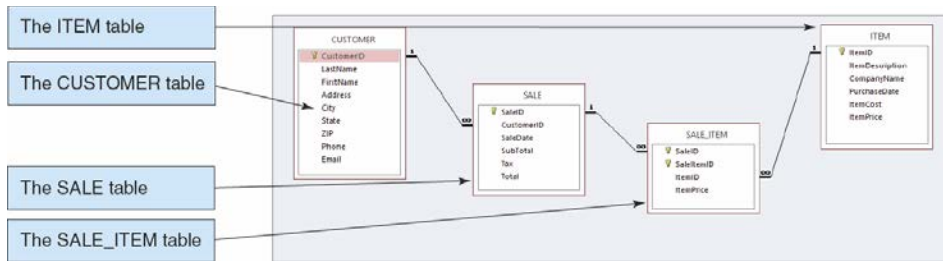 The ITEM table
The CUSTOMER table
The SALE table
The SALE_ITEM table
CUSTOMER
CustomerID
LastName
FirstName
Address
City
State
ZIP
Phone
Email
1
∞
SALE
SaleID
CustomerID
SaleDate
SubTotal
Tax
Total
1
∞
SALE_ITEM
SaleID
SaleItemID
ItemID
ItemPrice
∞
1
ITEM
ItemID
ItemDescription
CompanyName
PurchaseDate
ItemCost
ItemPrice